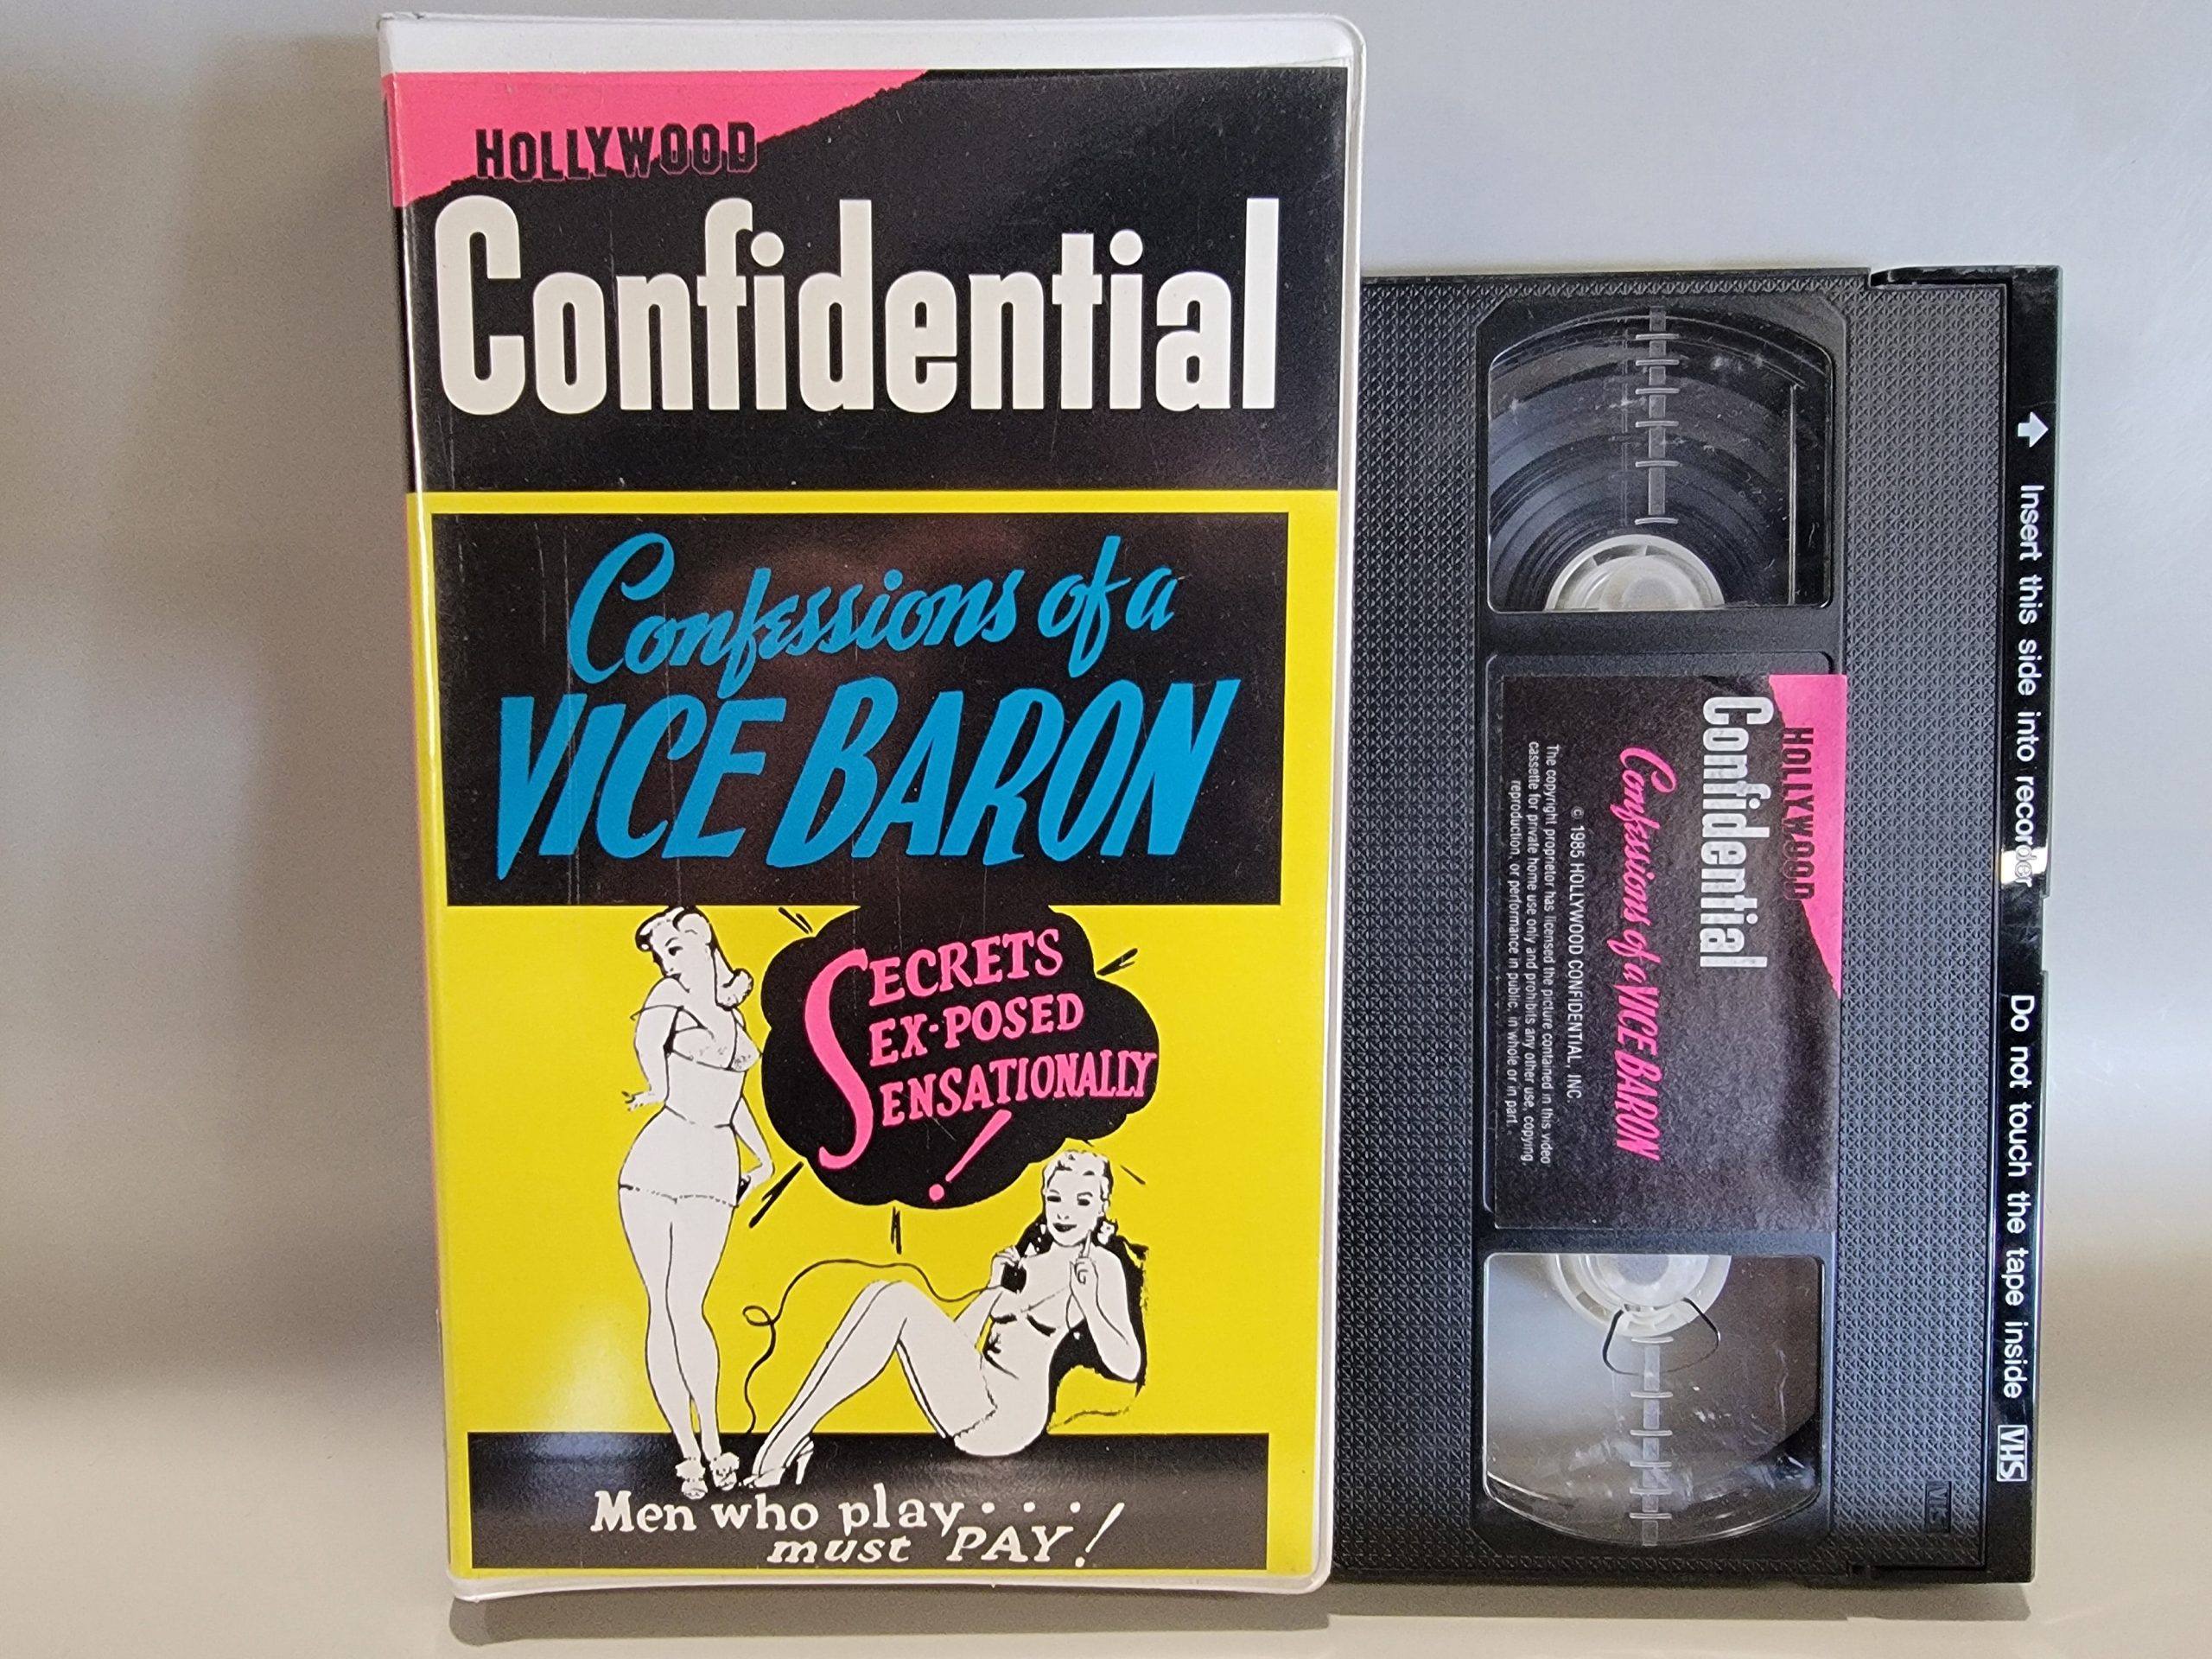 HOLLYWOOD
Confidential
Confessions of a
VICE BARON
SECRETS
SEX-POSED
SENSATIONALLY
!
Men who play....
must PAY!
HOLLYWOOD
Confidential
Confessions of a VICE BARON
© 1985 HOLLYWOOD CONFIDENTIAL, INC.
The copyright proprietor has licensed the picture contained in this video
cassette for private home use only and prohibits any other use, copying,
reproduction, or performance in public, in whole or in part.
Insert this side into recorder
Do not touch the tape inside
VHS
VHS